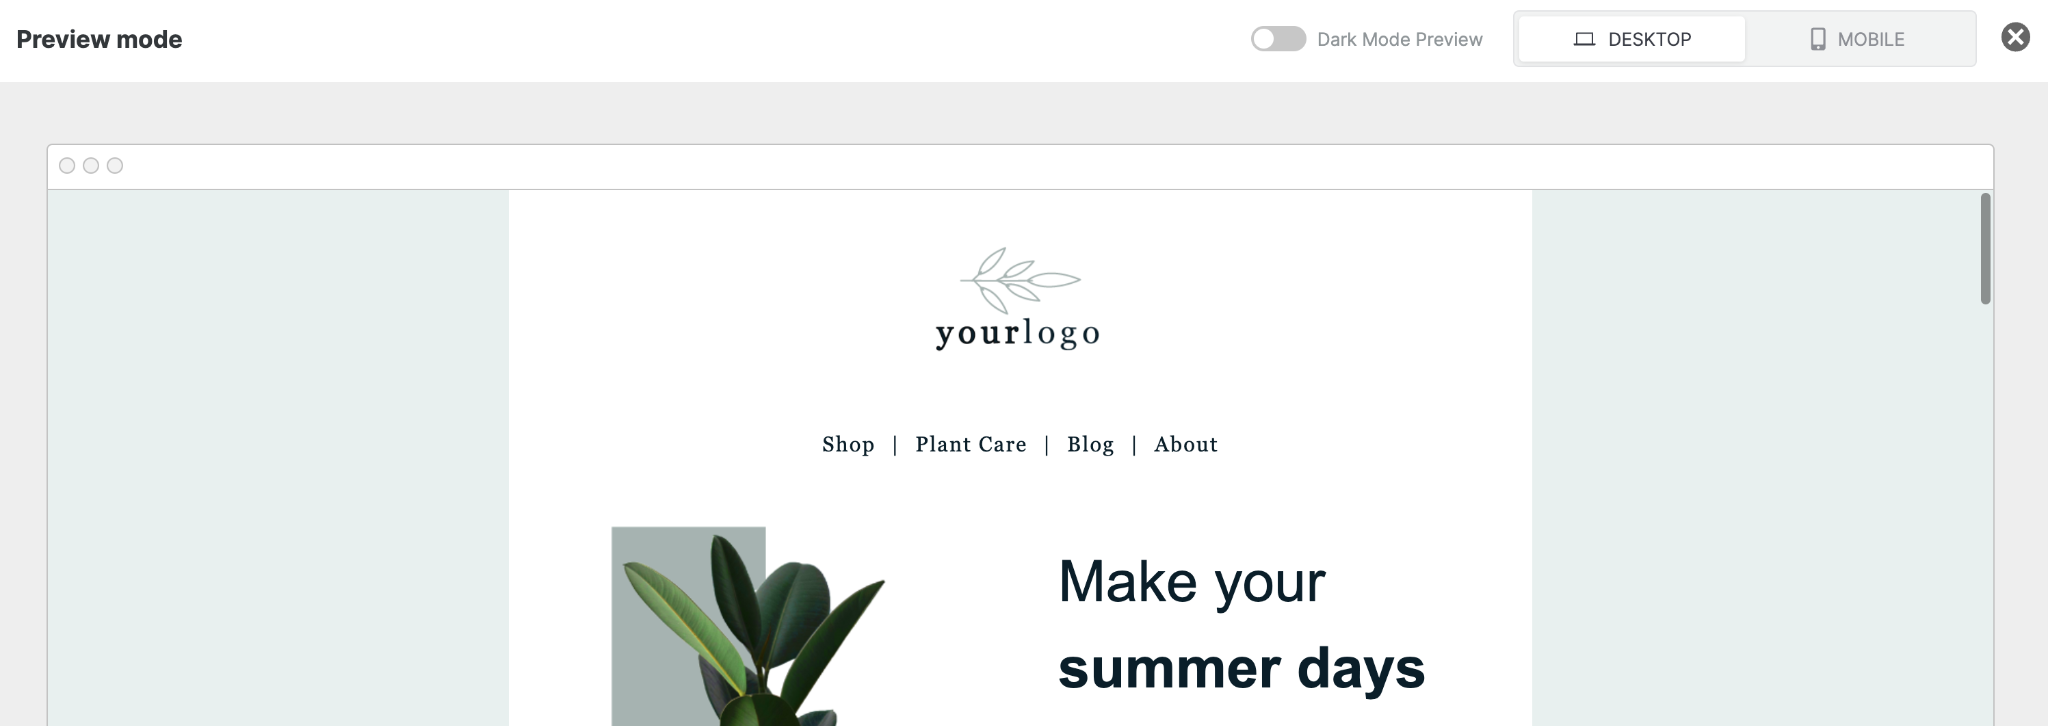 Preview mode
Dark Mode Preview
DESKTOP
MOBILE
yourlogo
Shop | Plant Care | Blog | About
Make your
summer days